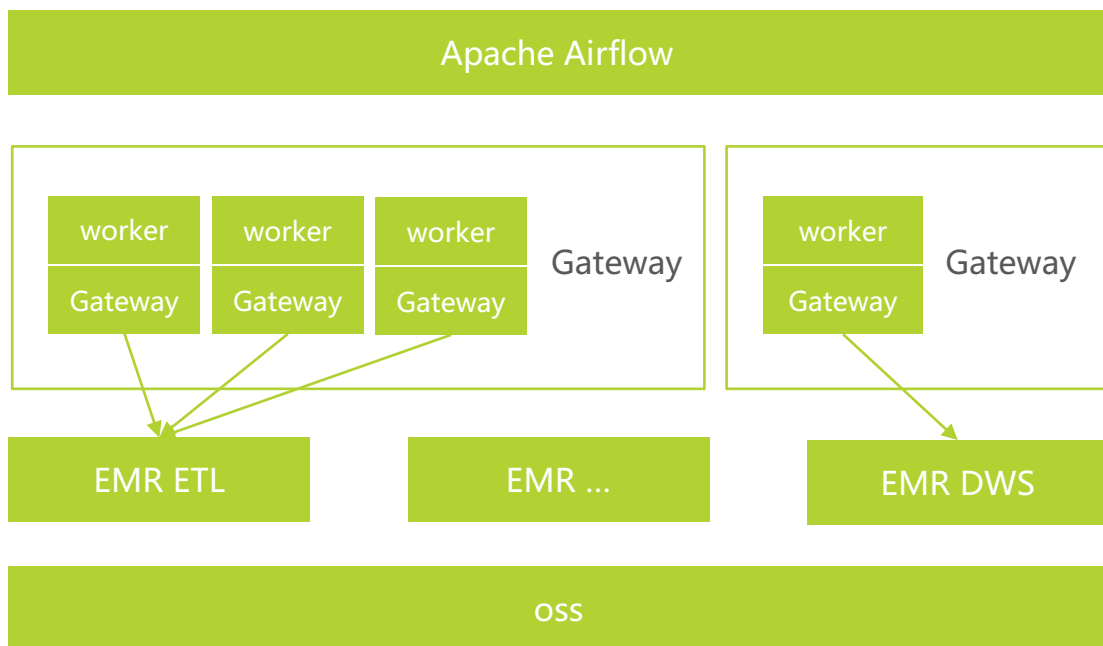 Apache Airflow
worker
Gateway
worker
Gateway
worker
Gateway
Gateway
worker
Gateway
Gateway
EMR ETL
EMR ...
EMR DWS
oss